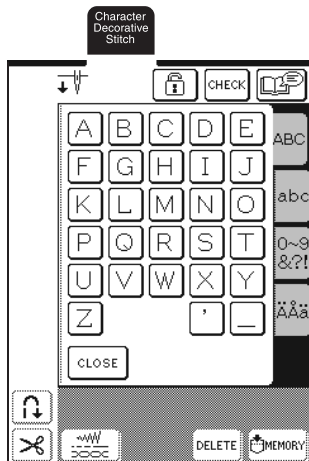 Character
Decorative
Stitch
CHECK
A B C D E
ABC
F G H I J
K L M N O
abc
P Q R S T
0~9
&?!
U V W X Y
Z ' _
ÄÅä
CLOSE
DELETE
MEMORY